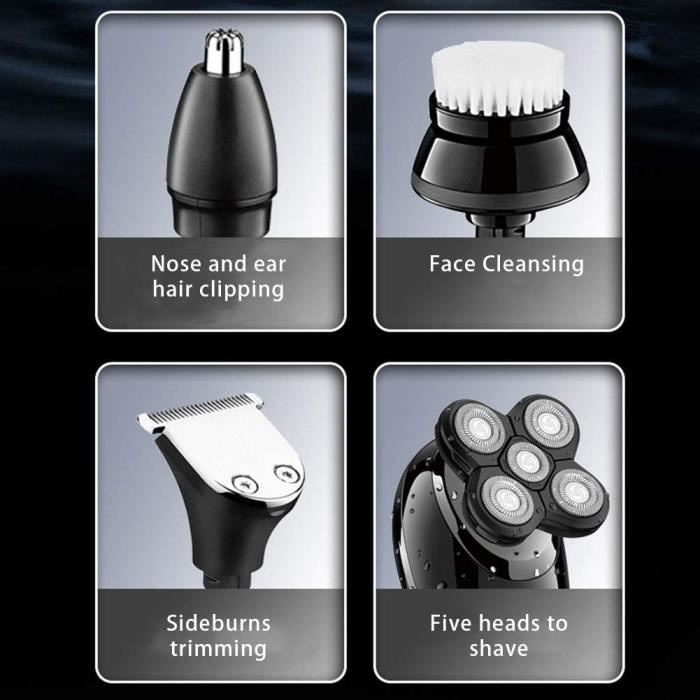 Nose and ear
hair clipping
Face Cleansing
Sideburns
trimming
Five heads to
shave